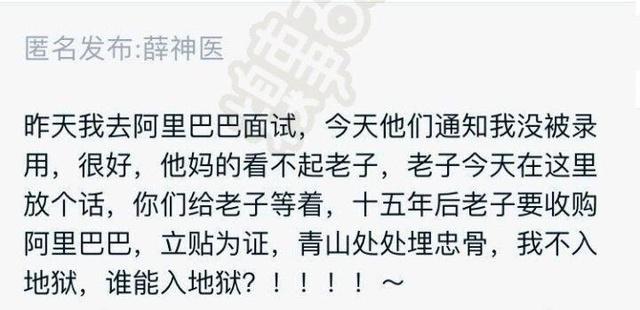 匿名发布:薛神医
昨天我去阿里巴巴面试，今天他们通知我没被录
用，很好，他妈的看不起老子，老子今天在这里
放个话，你们给老子等着，十五年后老子要收购
阿里巴巴，立贴为证，青山处处埋忠骨，我不入
地狱，谁能入地狱？！！！！～